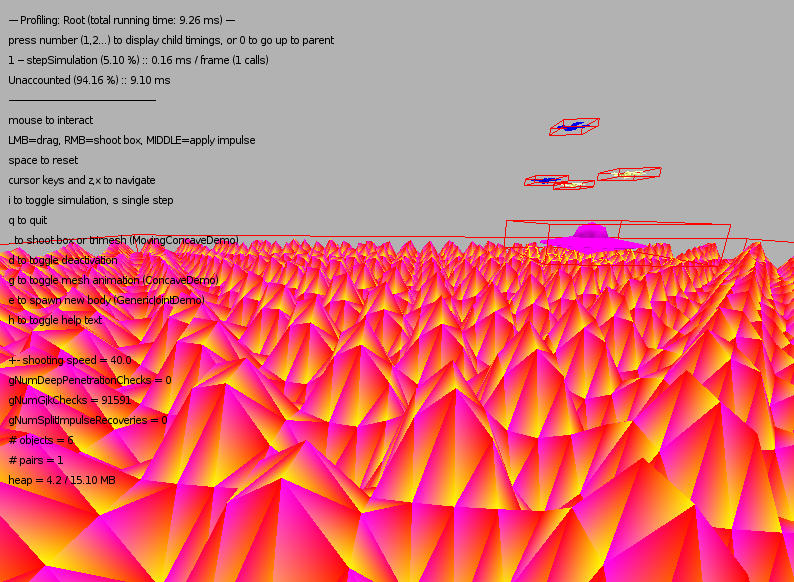 — Profiling: Root (total running time: 9.26 ms) —
press number (1,2...) to display child timings, or 0 to go up to parent
1 – stepSimulation (5.10 %) :: 0.16 ms / frame (1 calls)
Unaccounted (94.16 %) :: 9.10 ms
mouse to interact
LMB=drag, RMB=shoot box, MIDDLE=apply impulse
space to reset
cursor keys and z,x to navigate
i to toggle simulation, s single step
q to quit
. to shoot box or trimesh (MovingConcaveDemo)
d to toggle deactivation
g to toggle mesh animation (ConcaveDemo)
e to spawn new body (GenericJointDemo)
h to toggle help text
+- shooting speed = 40.0
gNumDeepPenetrationChecks = 0
gNumGjkChecks = 91591
gNumSplitImpulseRecoveries = 0
# objects = 6
# pairs = 1
heap = 4.2 / 15.10 MB